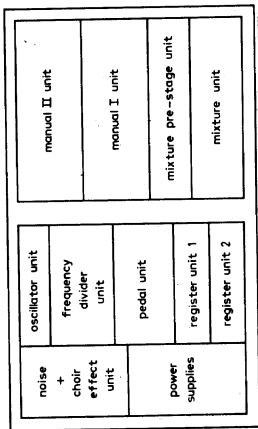 manual II unit
manual I unit
mixture pre-stage unit
mixture unit
oscillator unit
frequency
divider
unit
pedal unit
register unit 1
register unit 2
noise
+
choir
effect
unit
power
supplies